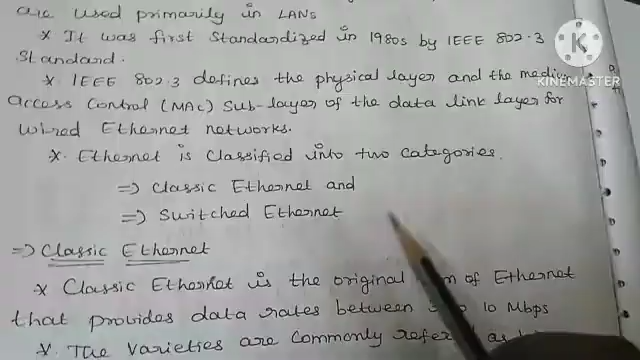 are used primarily in LANs
* It was first standardized in 1980s by IEEE 802.3
standard.
* IEEE 802.3 defines the physical layer and the
access control (MAC) sub-layer of the data link layer for
wired Ethernet networks.
* Ethernet is classified into two categories.
=> Classic Ethernet and
=> Switched Ethernet
=> Classic Ethernet
* Classic Ethernet is the original of Ethernet
that provides data rates between to 10 Mbps
* The varieties are commonly as
K
KINEMASTER